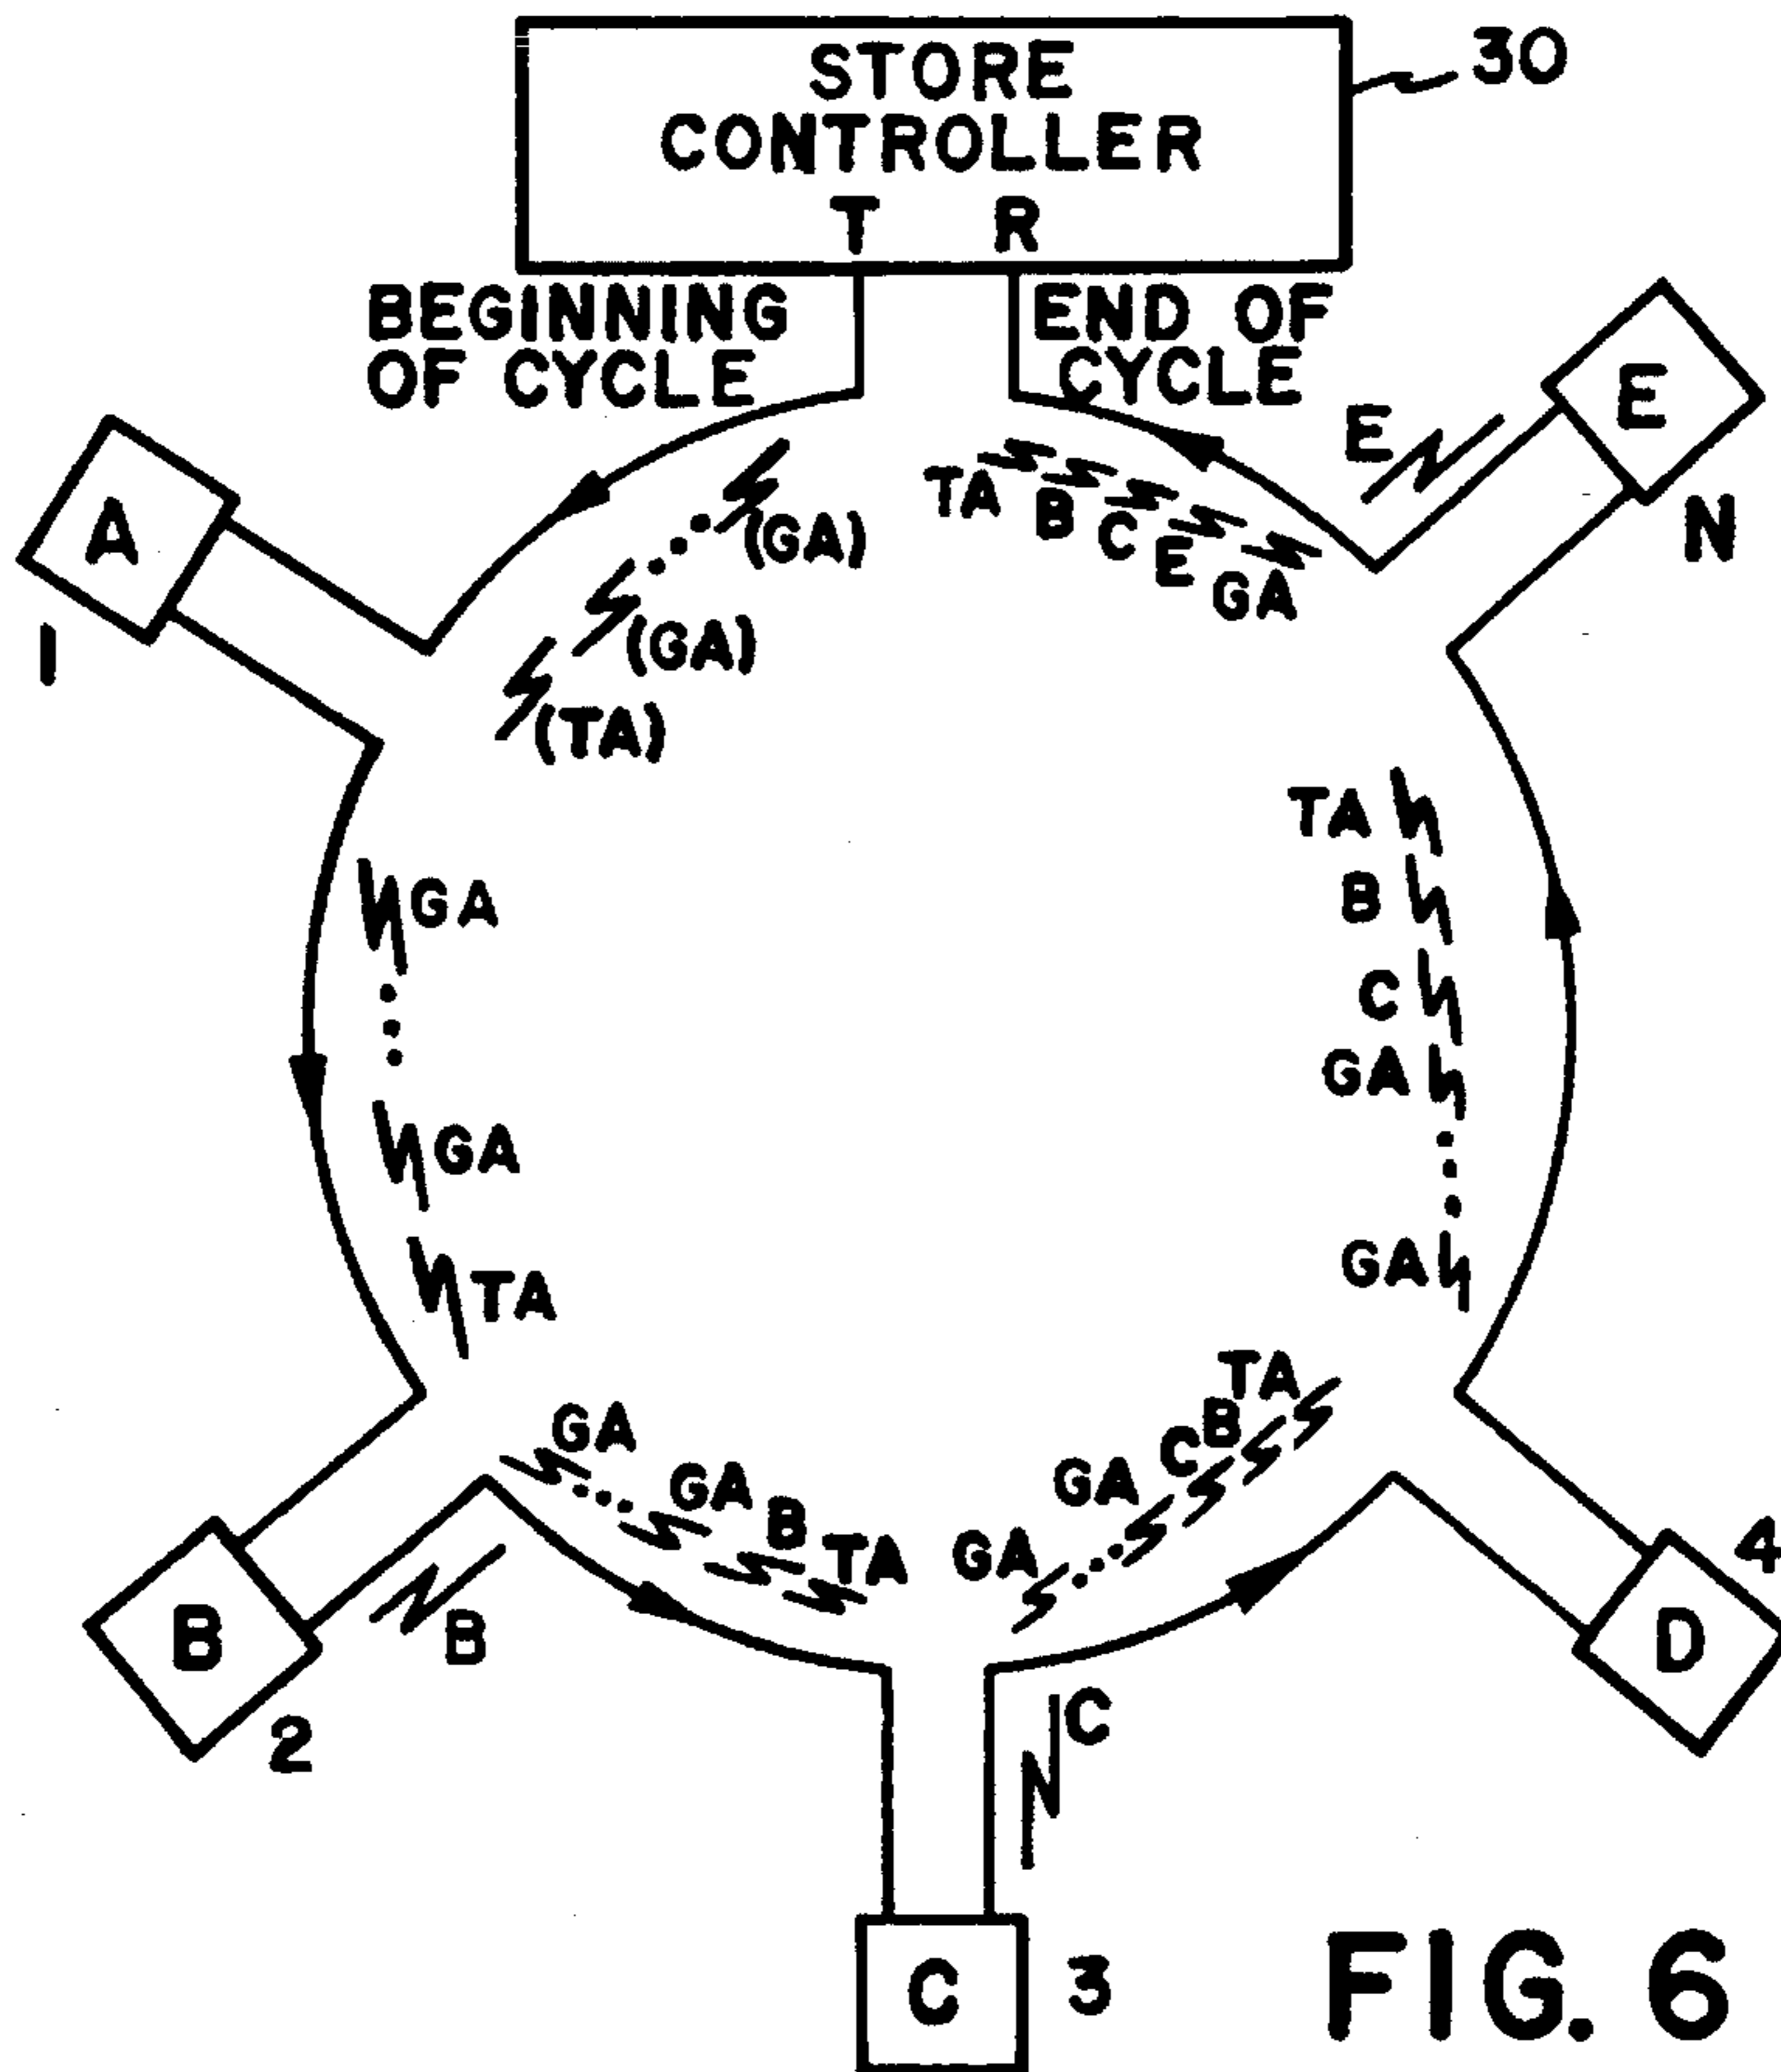 STORE
CONTROLLER
T R
30
BEGINNING
OF CYCLE
END OF
CYCLE
A
1
(GA)
(GA)
(TA)
TA B C E GA
E
E
N
GA
GA
TA
TA
B
C
GA
GA
GA
GA
B
TA
GA
GA
C
B
TA
B
B
2
C
C
3
D
4
FIG. 6